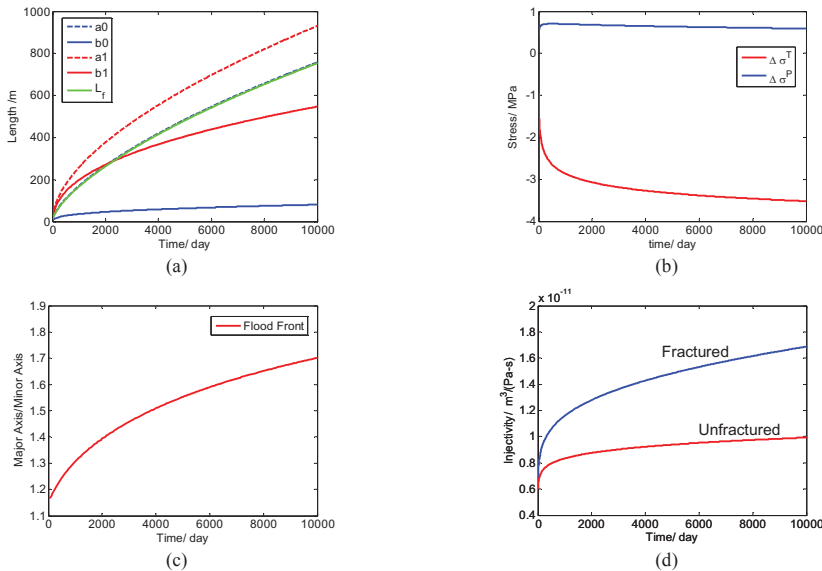 1000
800
600
400
200
0
Length /m
a0
b0
a1
b1
L_f
0 2000 4000 6000 8000 10000
Time/ day
(a)
1
0
-1
-2
-3
-4
Stress/ MPa
Δ σ^T
Δ σ^P
0 2000 4000 6000 8000 10000
time/ day
(b)
1.9
1.8
1.7
1.6
1.5
1.4
1.3
1.2
1.1
Major Axis/Minor Axis
Flood Front
0 2000 4000 6000 8000 10000
Time/ day
(c)
2 x 10^-11
1.8
1.6
1.4
1.2
1
0.8
0.6
0.4
Injectivity/ m^3/(Pa-s)
Fractured
Unfractured
0 2000 4000 6000 8000 10000
Time/ day
(d)